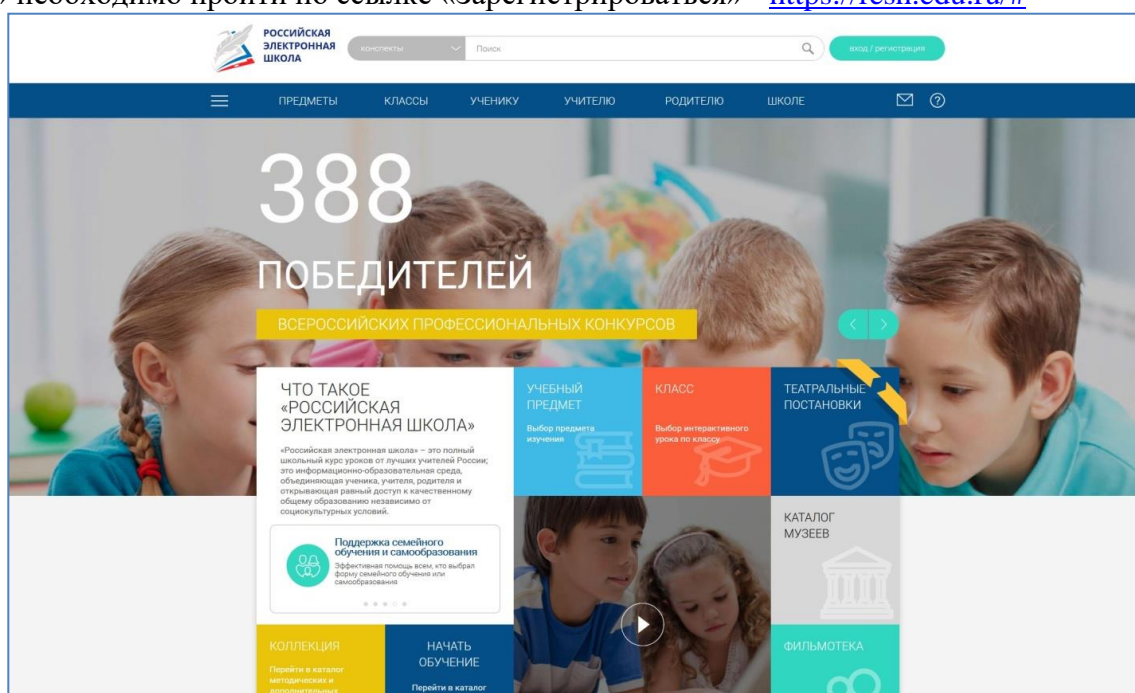 необходимо пройти по ссылке «Зарегистрироваться» https://resh.edu.ru/#
РОССИЙСКАЯ
ЭЛЕКТРОННАЯ
ШКОЛА
конспекты
Поиск
вход / регистрация
ПРЕДМЕТЫ КЛАССЫ УЧЕНИКУ УЧИТЕЛЮ РОДИТЕЛЮ ШКОЛЕ
388
ПОБЕДИТЕЛЕЙ
ВСЕРОССИЙСКИХ ПРОФЕССИОНАЛЬНЫХ КОНКУРСОВ
ЧТО ТАКОЕ
«РОССИЙСКАЯ
ЭЛЕКТРОННАЯ ШКОЛА»
«Российская электронная школа» – это полный
школьный курс уроков от лучших учителей России;
это информационно-образовательная среда,
объединяющая ученика, учителя, родителя и
открывающая равный доступ к качественному
общему образованию независимо от
социокультурных условий.
Поддержка семейного
обучения и самообразования
Эффективная помощь всем, кто выбрал
форму семейного обучения или
самообразования
УЧЕБНЫЙ
ПРЕДМЕТ
Выбор предмета
изучения
КЛАСС
Выбор интерактивного
урока по классу
ТЕАТРАЛЬНЫЕ
ПОСТАНОВКИ
КАТАЛОГ
МУЗЕЕВ
КОЛЛЕКЦИЯ
Перейти в каталог
методических и
дополнительных
НАЧАТЬ
ОБУЧЕНИЕ
Перейти в каталог
ФИЛЬМОТЕКА